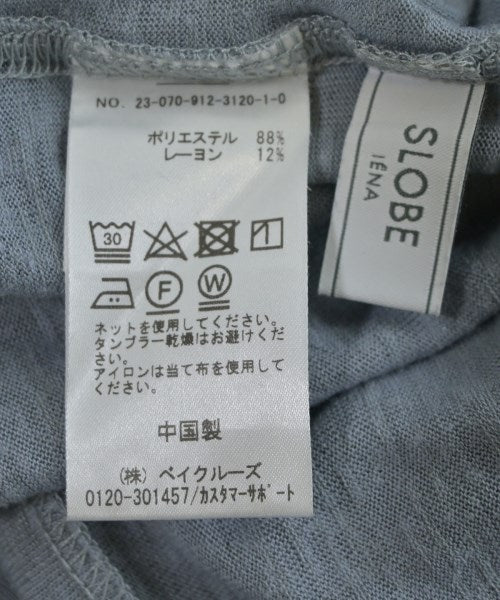 NO. 23-070-912-3120-1-0
ポリエステル 88%
レーヨン 12%
30
F W
ネットを使用してください。
タンブラー乾燥はお避けくだ
さい。
アイロンは当て布を使用して
ください。
中国製
(株) ベイクルーズ
0120-301457/カスタマーサポート
SLOBE
IÉNA